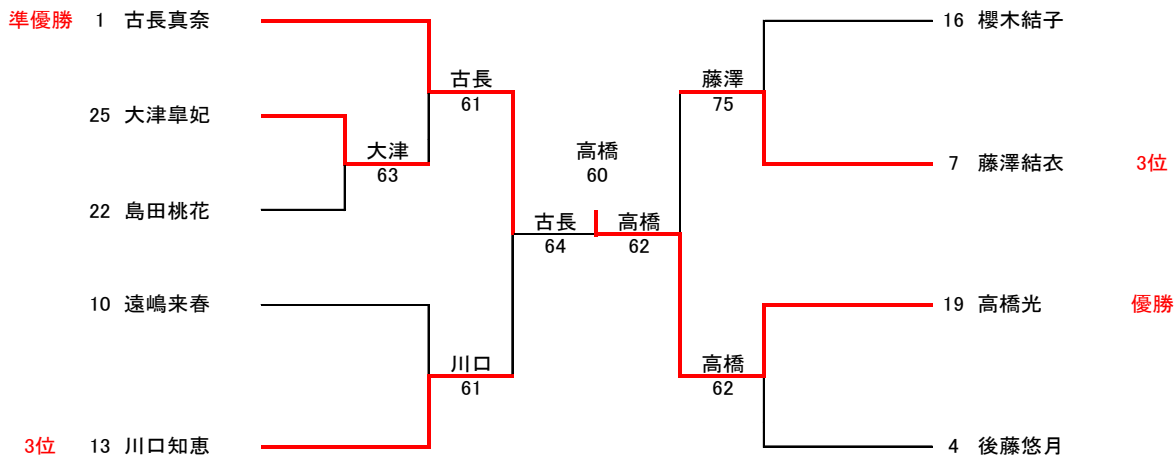 準優勝 1 古長真奈
16 櫻木結子
古長
61
藤澤
75
25 大津皐妃
大津
63
高橋
60
7 藤澤結衣 3位
22 島田桃花
古長
64
高橋
62
10 遠嶋来春
19 高橋光 優勝
川口
61
高橋
62
3位 13 川口知恵
4 後藤悠月